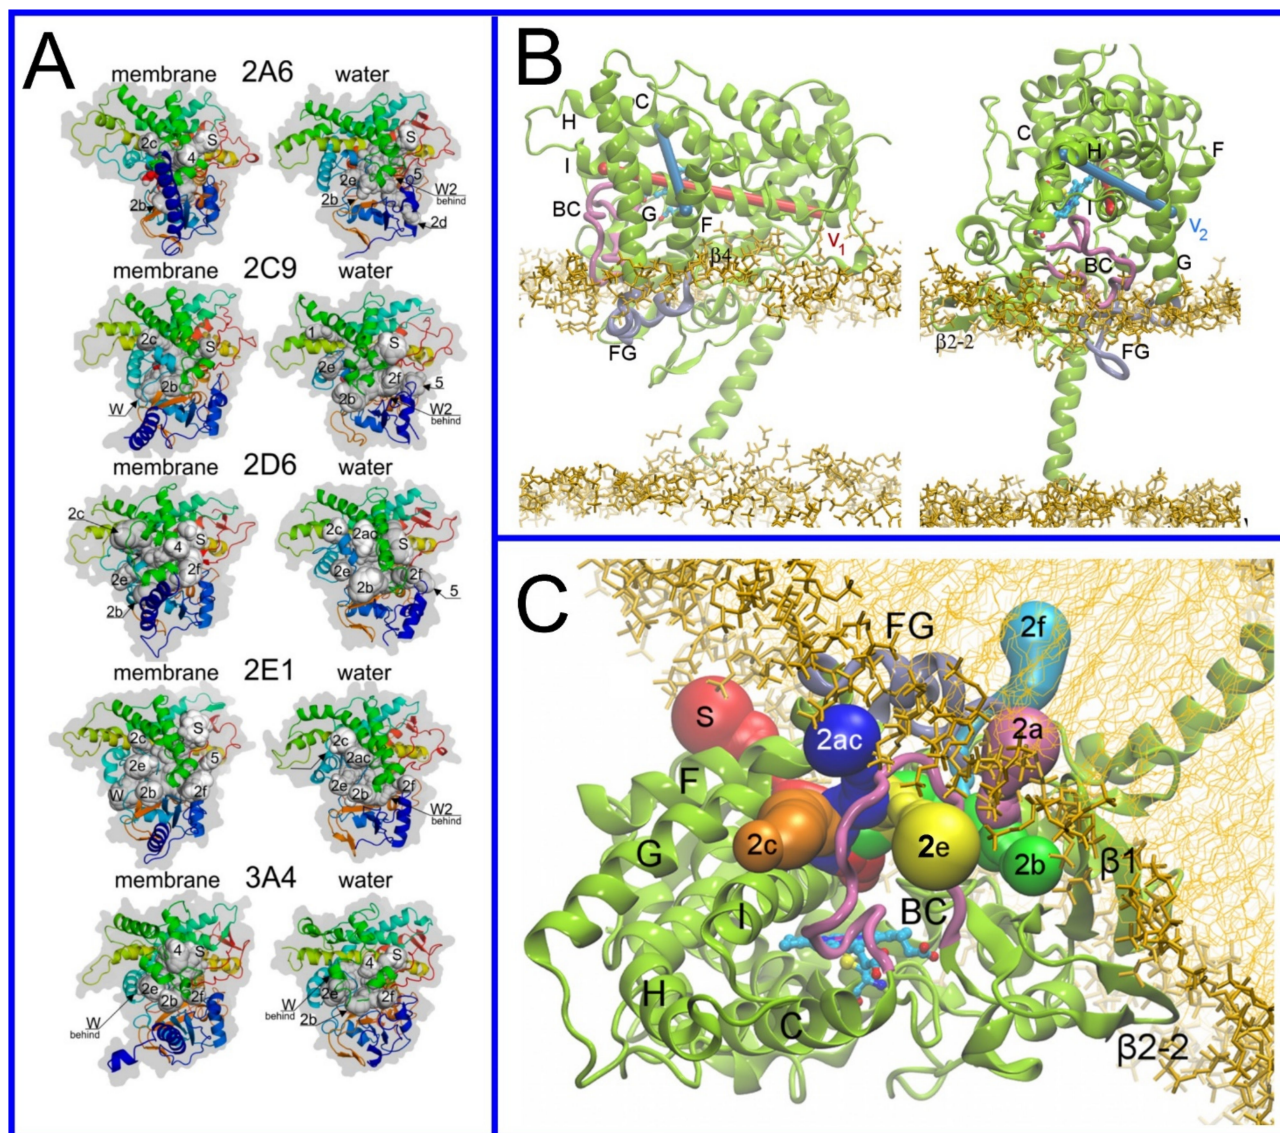 A
membrane 2A6 water
2c
S
4
2b
S
2e
5
2b
W2
behind
2d
membrane 2C9 water
2c
S
2b
W
1
S
2e
2f
5
2b
W2
behind
membrane 2D6 water
2c
S
4
2e
2f
2b
2c
2ac
S
2e
2b
2f
5
membrane 2E1 water
2c
S
5
2e
W
2b
2f
2c
2ac
2e
2b
2f
W2
behind
membrane 3A4 water
4
S
2e
2b
2f
W
behind
4
S
2e
2f
W
behind
2b
B
C
H
I
BC
G
F
β4
V1
FG
C
H
F
I
V2
BC
G
β2-2
FG
C
FG
2f
S
2ac
2a
F
2c
2e
2b
β1
G
I
BC
H
C
β2-2